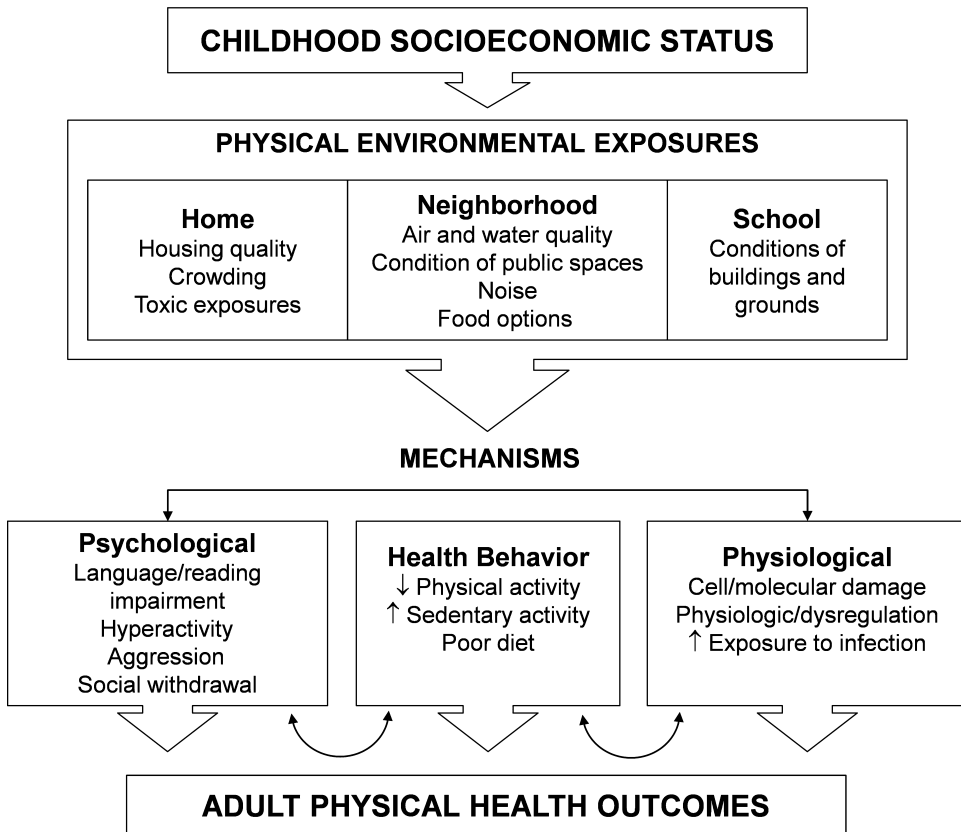 CHILDHOOD SOCIOECONOMIC STATUS
PHYSICAL ENVIRONMENTAL EXPOSURES
Home
Housing quality
Crowding
Toxic exposures
Neighborhood
Air and water quality
Condition of public spaces
Noise
Food options
School
Conditions of
buildings and
grounds
MECHANISMS
Psychological
Language/reading
impairment
Hyperactivity
Aggression
Social withdrawal
Health Behavior
↓ Physical activity
↑ Sedentary activity
Poor diet
Physiological
Cell/molecular damage
Physiologic/dysregulation
↑ Exposure to infection
ADULT PHYSICAL HEALTH OUTCOMES